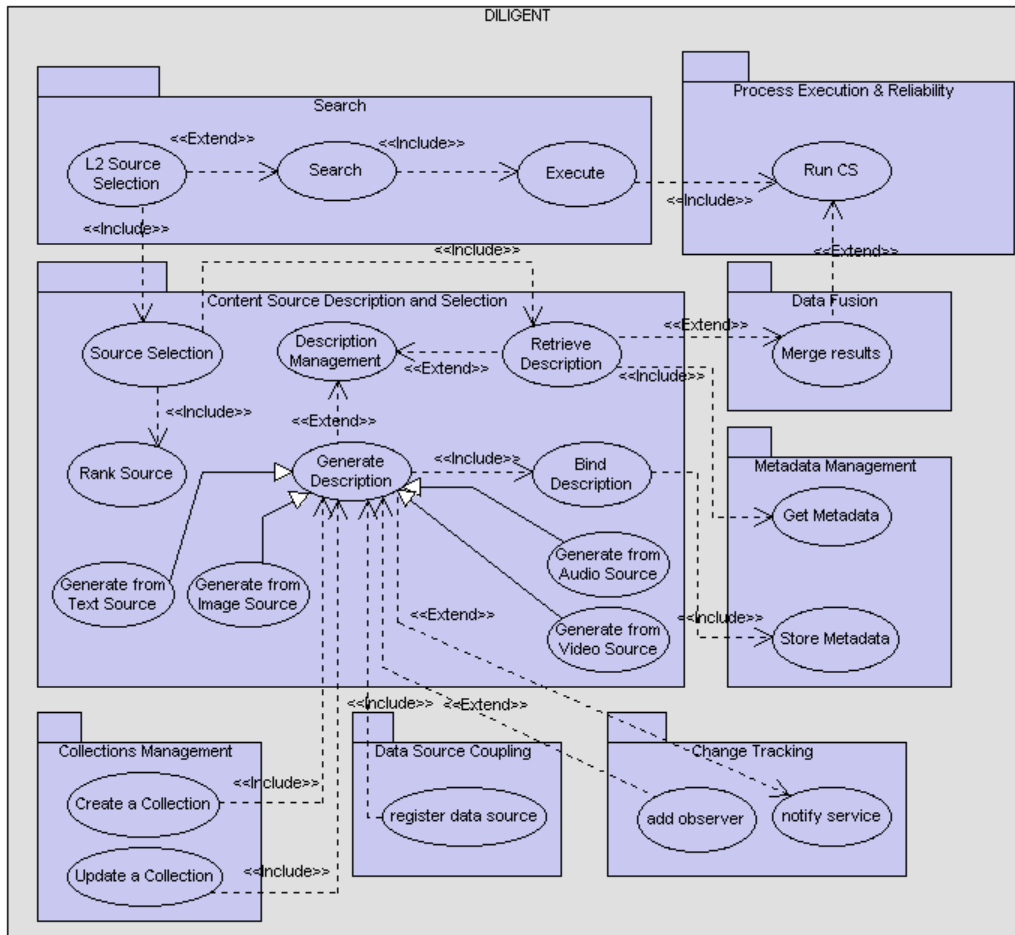 DILIGENT
Search
Process Execution & Reliability
<<Extend>>
<<Include>>
L2 Source
Selection
Search
Execute
Run CS
<<Include>>
<<Include>>
<<Include>>
<<Extend>>
Content Source Description and Selection
Data Fusion
Source Selection
Description
Management
Retrieve
Description
<<Extend>>
Merge results
<<Extend>>
<<Include>>
<<Include>>
<<Extend>>
Rank Source
Generate
Description
<<Include>>
Bind
Description
Metadata Management
Get Metadata
Generate from
Text Source
Generate from
Image Source
Generate from
Audio Source
<<Extend>>
<<Include>>
Generate from
Video Source
Store Metadata
<<Include>>
<<Extend>>
Collections Management
Data Source Coupling
Change Tracking
<<Include>>
Create a Collection
register data source
add observer
notify service
<<Include>>
Update a Collection